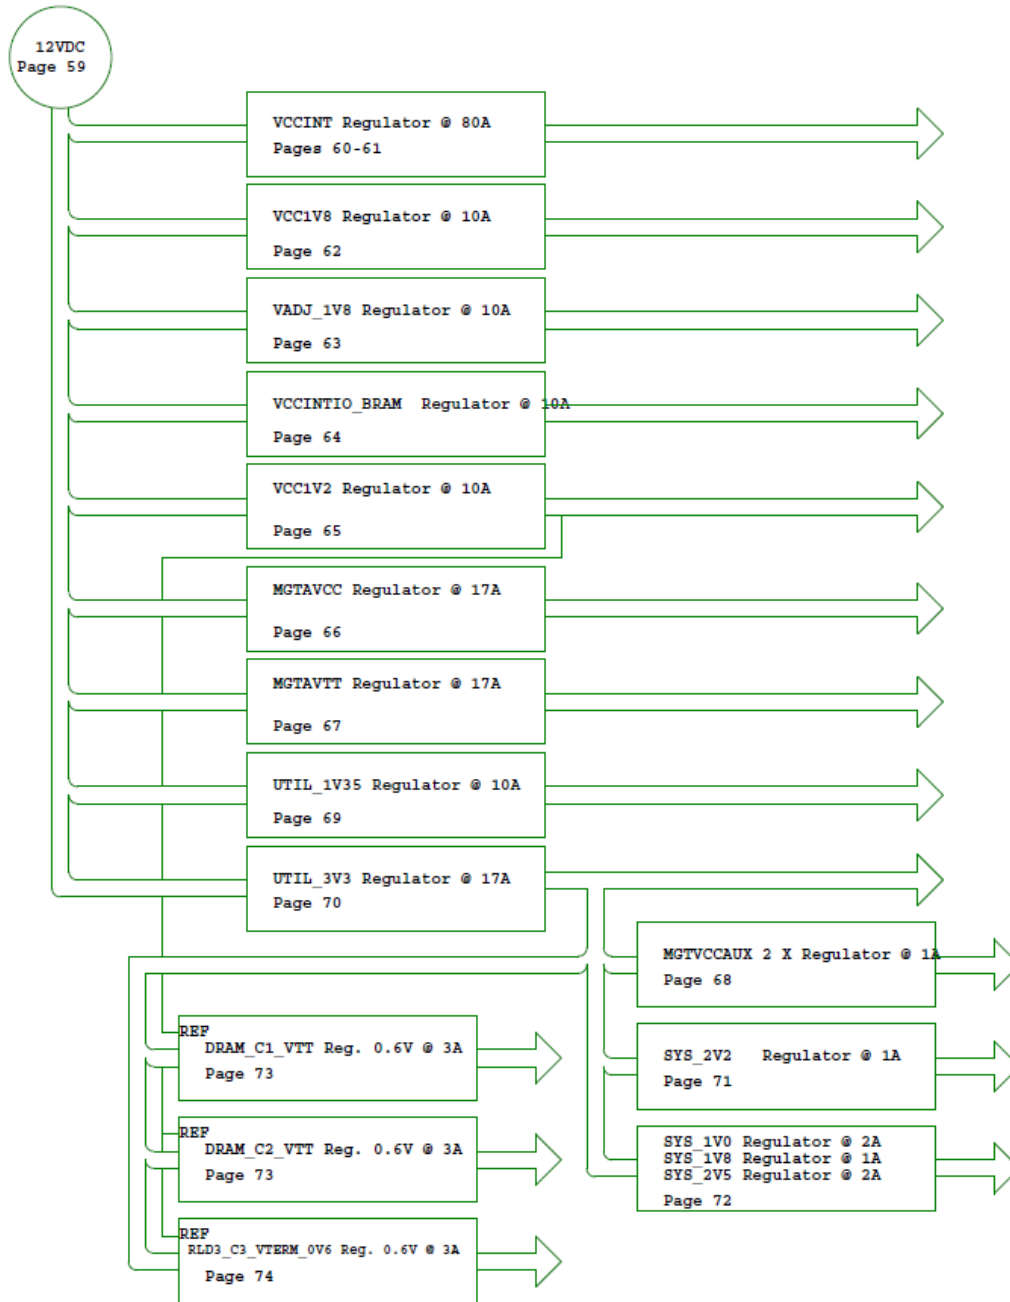 12VDC
Page 59
VCCINT Regulator @ 80A
Pages 60-61
VCC1V8 Regulator @ 10A
Page 62
VADJ_1V8 Regulator @ 10A
Page 63
VCCINTIO_BRAM Regulator @ 10A
Page 64
VCC1V2 Regulator @ 10A
Page 65
MGTAVCC Regulator @ 17A
Page 66
MGTAVTT Regulator @ 17A
Page 67
UTIL_1V35 Regulator @ 10A
Page 69
UTIL_3V3 Regulator @ 17A
Page 70
MGTVCCAUX 2 X Regulator @ 1A
Page 68
REF
DRAM_C1_VTT Reg. 0.6V @ 3A
Page 73
SYS_2V2 Regulator @ 1A
Page 71
REF
DRAM_C2_VTT Reg. 0.6V @ 3A
Page 73
SYS_1V0 Regulator @ 2A
SYS_1V8 Regulator @ 1A
SYS_2V5 Regulator @ 2A
Page 72
REF
RLD3_C3_VTERM_0V6 Reg. 0.6V @ 3A
Page 74